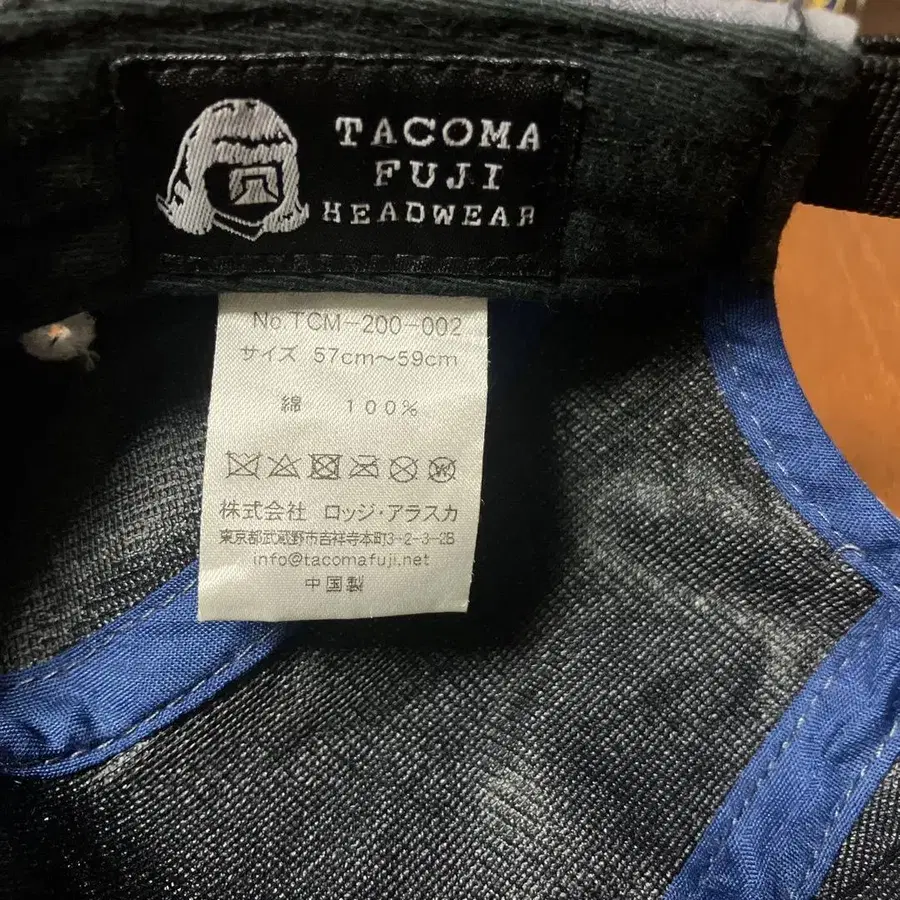 TACOMA
FUJI
HEADWEAR
No.TCM-200-002
サイズ 57cm～59cm
綿 100%
W
株式会社 ロッジ・アラスカ
東京都武蔵野市吉祥寺本町3-2-3-2B
info@tacomafuji.net
中国製